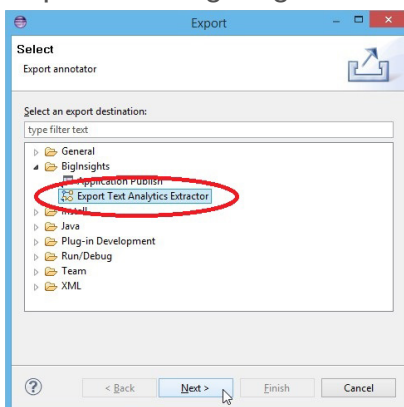 Export
Select
Export annotator
Select an export destination:
type filter text
General
BigInsights
Application Publish
Export Text Analytics Extractor
Install
Java
Plug-in Development
Run/Debug
Team
XML
? < Back Next > Finish Cancel